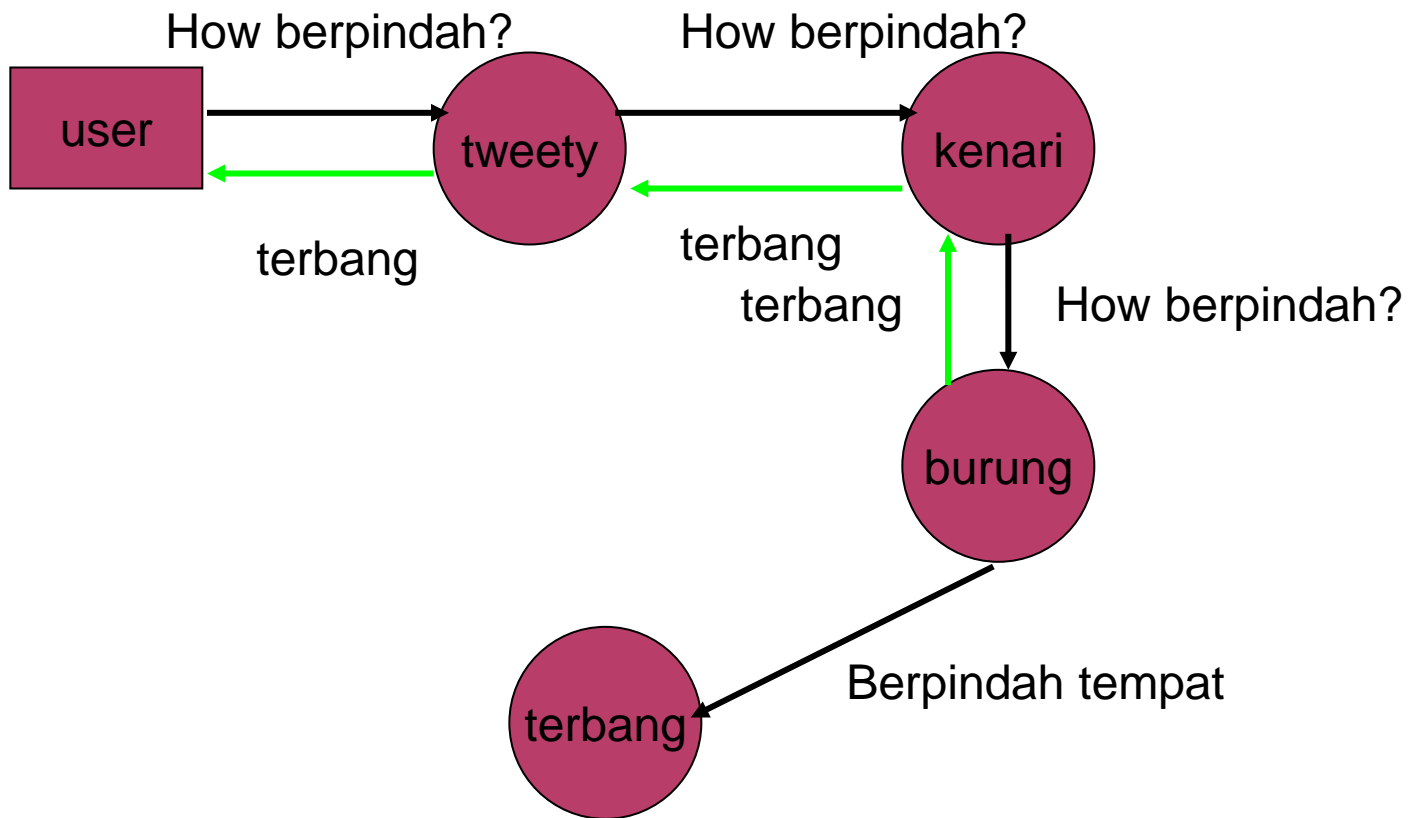 How berpindah?
How berpindah?
user
tweety
kenari
terbang
terbang
terbang
How berpindah?
burung
Berpindah tempat
terbang